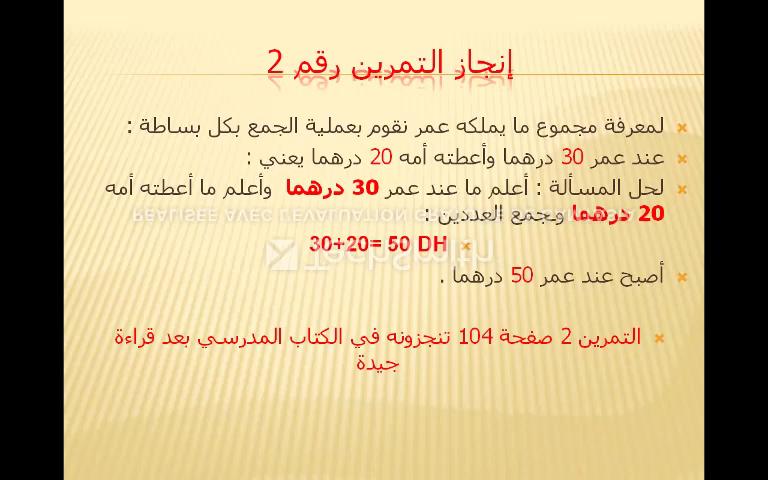 إنجاز التمرين رقم 2
لمعرفة مجموع ما يملكه عمر نقوم بعملية الجمع بكل بساطة :
عند عمر 30 درهما وأعطته أمه 20 درهما يعني :
لحل المسألة : أعلم ما عند عمر 30 درهما وأعلم ما أعطته أمه
20 درهما وجمع العددين :
30+20= 50 DH
أصبح عند عمر 50 درهما .
التمرين 2 صفحة 104 تنجزونه في الكتاب المدرسي بعد قراءة
جيدة